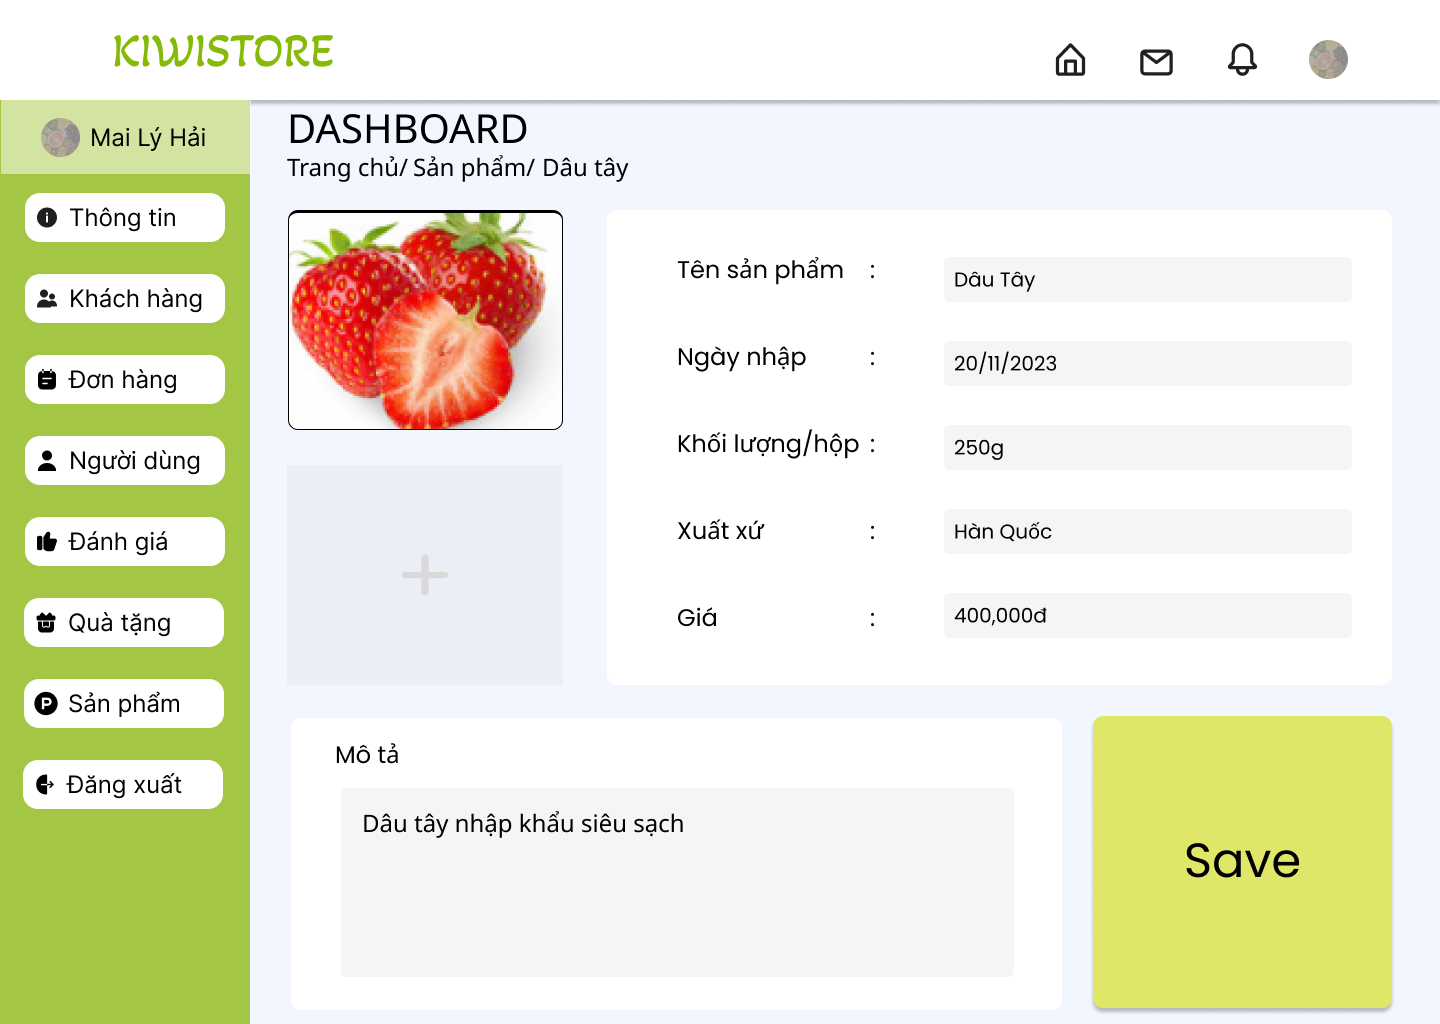 KIWISTORE
Mai Lý Hải
Thông tin
Khách hàng
Đơn hàng
Người dùng
Đánh giá
Quà tặng
Sản phẩm
Đăng xuất
DASHBOARD
Trang chủ/ Sản phẩm/ Dâu tây
Tên sản phẩm : Dâu Tây
Ngày nhập : 20/11/2023
Khối lượng/hộp : 250g
Xuất xứ : Hàn Quốc
Giá : 400,000đ
Mô tả
Dâu tây nhập khẩu siêu sạch
Save